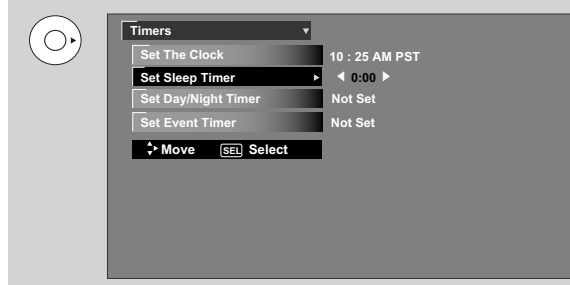 Timers
Set The Clock 10 : 25 AM PST
Set Sleep Timer 0:00
Set Day/Night Timer Not Set
Set Event Timer Not Set
Move SEL Select